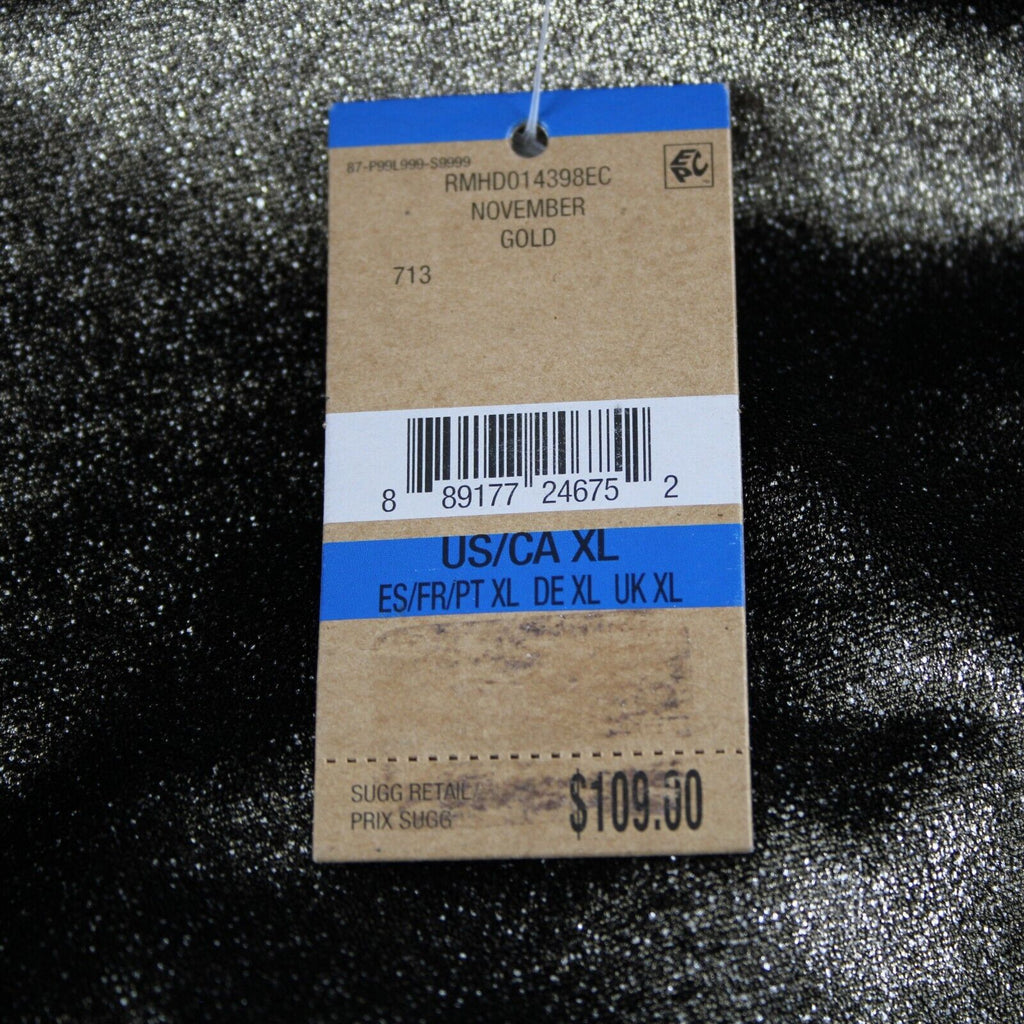 87-P99L999-S9999
RMHD014398EC
NOVEMBER
GOLD
713
8 89177 24675 2
US/CA XL
ES/FR/PT XL DE XL UK XL
SUGG RETAIL
PRIX SUGG
$109.00
EPC